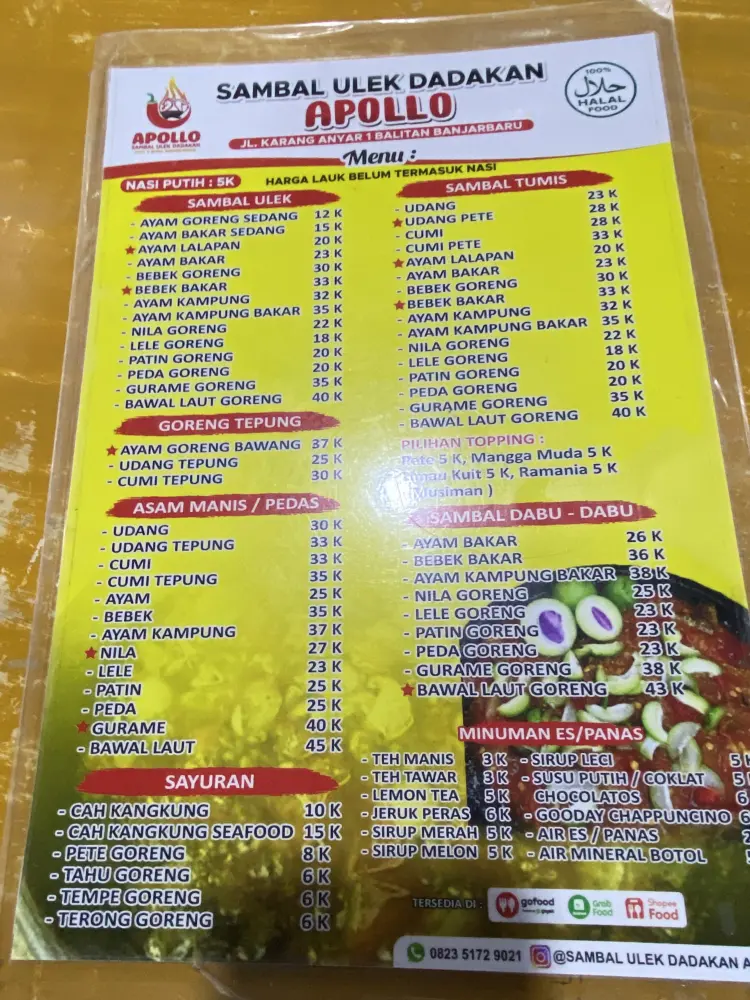 SAMBAL ULEK DADAKAN
APOLLO
JL. KARANG ANYAR 1 BALITAN BANJARBARU
APOLLO
SAMBAL ULEK DADAKAN
100%
حلال
HALAL
FOOD
Menu :
NASI PUTIH : 5K
HARGA LAUK BELUM TERMASUK NASI
SAMBAL ULEK
- AYAM GORENG SEDANG 12 K
- AYAM BAKAR SEDANG 15 K
★ AYAM LALAPAN 20 K
- AYAM BAKAR 23 K
- BEBEK GORENG 30 K
★ BEBEK BAKAR 33 K
- AYAM KAMPUNG 32 K
- AYAM KAMPUNG BAKAR 35 K
- NILA GORENG 22 K
- LELE GORENG 18 K
- PATIN GORENG 20 K
- PEDA GORENG 20 K
- GURAME GORENG 35 K
- BAWAL LAUT GORENG 40 K
GORENG TEPUNG
★ AYAM GORENG BAWANG 37 K
- UDANG TEPUNG 25 K
- CUMI TEPUNG 30 K
ASAM MANIS / PEDAS
- UDANG 30 K
- UDANG TEPUNG 33 K
- CUMI 33 K
- CUMI TEPUNG 35 K
- AYAM 25 K
- BEBEK 35 K
- AYAM KAMPUNG 37 K
★ NILA 27 K
- LELE 23 K
- PATIN 25 K
- PEDA 25 K
★ GURAME 40 K
- BAWAL LAUT 45 K
SAYURAN
- CAH KANGKUNG 10 K
- CAH KANGKUNG SEAFOOD 15 K
- PETE GORENG 8 K
- TAHU GORENG 6 K
- TEMPE GORENG 6 K
- TERONG GORENG 6 K
SAMBAL TUMIS
- UDANG 23 K
★ UDANG PETE 28 K
- CUMI 28 K
- CUMI PETE 33 K
★ AYAM LALAPAN 20 K
- AYAM BAKAR 23 K
- BEBEK GORENG 30 K
★ BEBEK BAKAR 33 K
- AYAM KAMPUNG 32 K
- AYAM KAMPUNG BAKAR 35 K
- NILA GORENG 22 K
- LELE GORENG 18 K
- PATIN GORENG 20 K
- PEDA GORENG 20 K
- GURAME GORENG 35 K
- BAWAL LAUT GORENG 40 K
PILIHAN TOPPING :
Pete 5 K, Mangga Muda 5 K
Limau Kuit 5 K, Ramania 5 K
( Musiman )
SAMBAL DABU - DABU
- AYAM BAKAR 26 K
- BEBEK BAKAR 36 K
- AYAM KAMPUNG BAKAR 38 K
- NILA GORENG 25 K
- LELE GORENG 23 K
- PATIN GORENG 23 K
- PEDA GORENG 23 K
- GURAME GORENG 38 K
★ BAWAL LAUT GORENG 43 K
MINUMAN ES/PANAS
- TEH MANIS 3 K
- TEH TAWAR 3 K
- LEMON TEA 5 K
- JERUK PERAS 6 K
- SIRUP MERAH 5 K
- SIRUP MELON 5 K
- SIRUP LECI 5
- SUSU PUTIH / COKLAT 5
CHOCOLATOS 6
- GOODAY CHAPPUCINO 6
- AIR ES / PANAS 2
- AIR MINERAL BOTOL
TERSEDIA DI :
gofood
Grab
Food
Shopee
Food
0823 5172 9021 @SAMBAL ULEK DADAKAN A